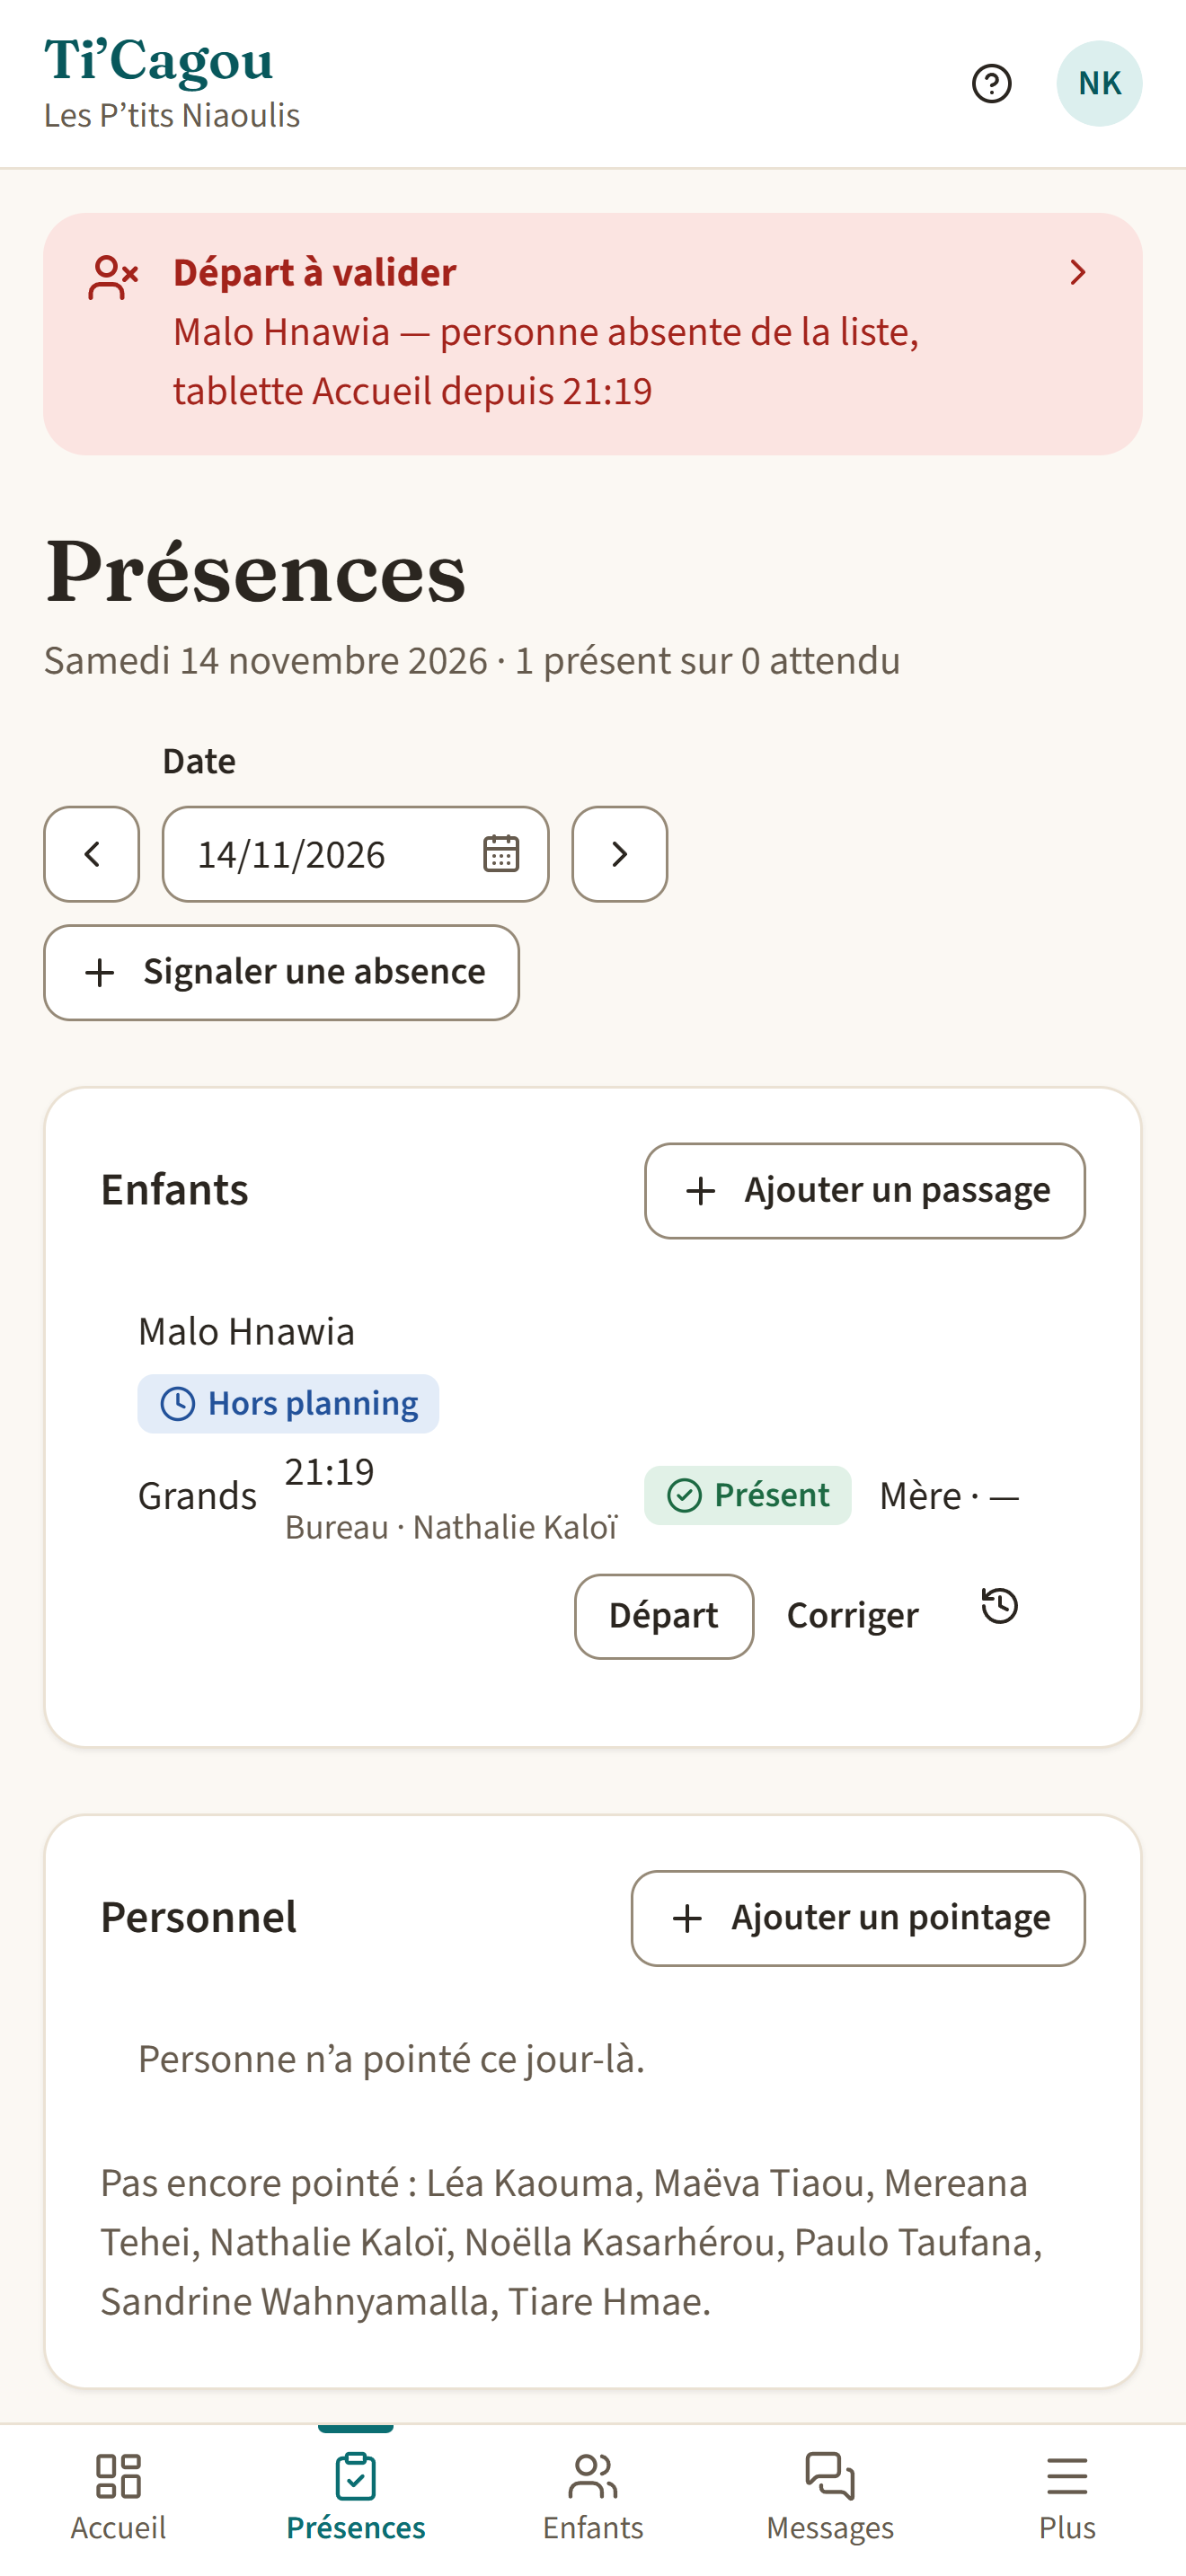 Ti’Cagou
Les P’tits Niaoulis
NK
Départ à valider
Malo Hnawia — personne absente de la liste,
tablette Accueil depuis 21:19
Présences
Samedi 14 novembre 2026 · 1 présent sur 0 attendu
Date
14/11/2026
Signaler une absence
Enfants
Ajouter un passage
Malo Hnawia
Hors planning
Grands
21:19
Bureau · Nathalie Kaloï
Présent
Mère · —
Départ
Corriger
Personnel
Ajouter un pointage
Personne n’a pointé ce jour-là.
Pas encore pointé : Léa Kaouma, Maëva Tiaou, Mereana
Tehei, Nathalie Kaloï, Noëlla Kasarhérou, Paulo Taufana,
Sandrine Wahnyamalla, Tiare Hmae.
Accueil
Présences
Enfants
Messages
Plus